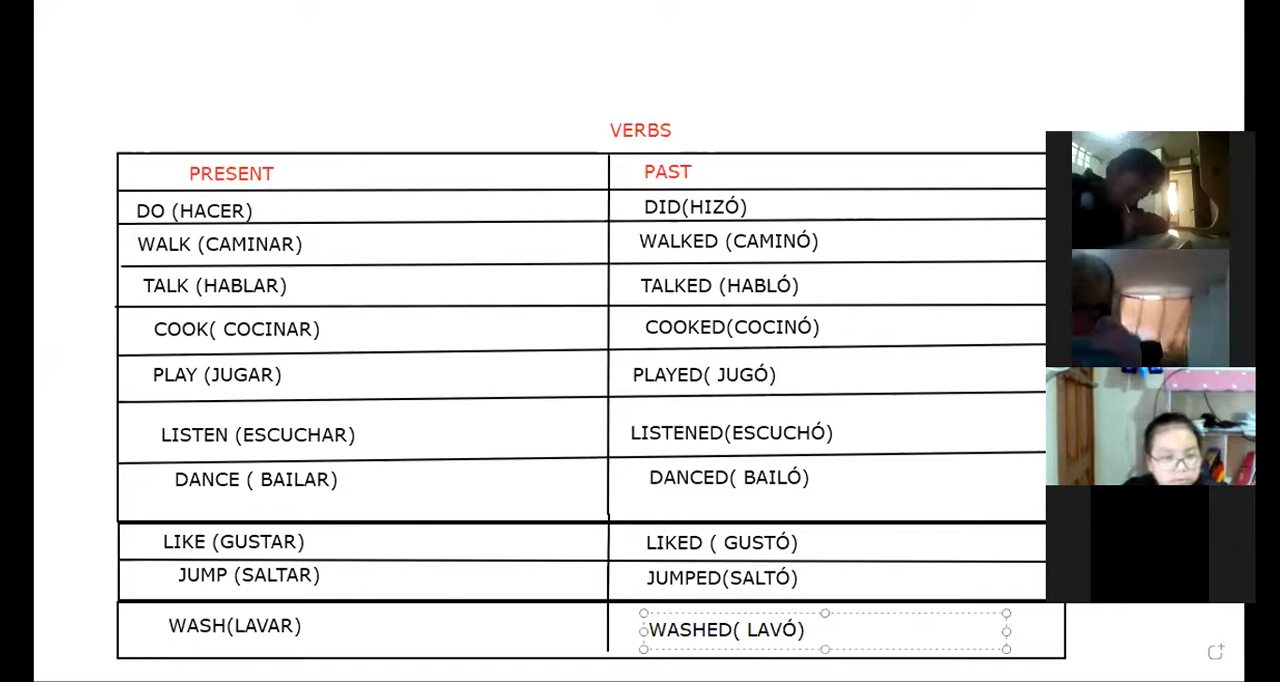 VERBS
PRESENT PAST
DO (HACER) DID(HIZÓ)
WALK (CAMINAR) WALKED (CAMINÓ)
TALK (HABLAR) TALKED (HABLÓ)
COOK( COCINAR) COOKED(COCINÓ)
PLAY (JUGAR) PLAYED( JUGÓ)
LISTEN (ESCUCHAR) LISTENED(ESCUCHÓ)
DANCE ( BAILAR) DANCED( BAILÓ)
LIKE (GUSTAR) LIKED ( GUSTÓ)
JUMP (SALTAR) JUMPED(SALTÓ)
WASH(LAVAR) WASHED( LAVÓ)